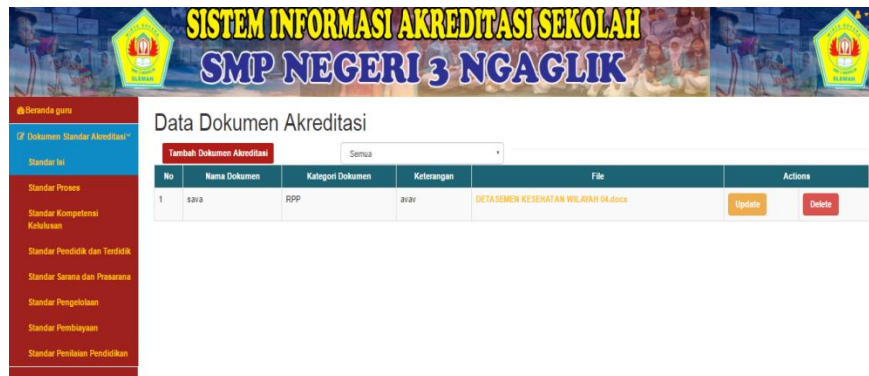 SISTEM INFORMASI AKREDITASI SEKOLAH
SMP NEGERI 3 NGAGLIK
Beranda guru
Dokumen Standar Akreditasi
Standar Isi
Standar Proses
Standar Kompetensi
Kelulusan
Standar Pendidik dan Terdidik
Standar Sarana dan Prasarana
Standar Pengelolaan
Standar Pembiayaan
Standar Penilaian Pendidikan
Data Dokumen Akreditasi
Tambah Dokumen Akreditasi Semua
No Nama Dokumen Kategori Dokumen Keterangan File Actions
1 sava RPP avav DETASEMEN KESEHATAN WILAYAH 04.docx Update Delete